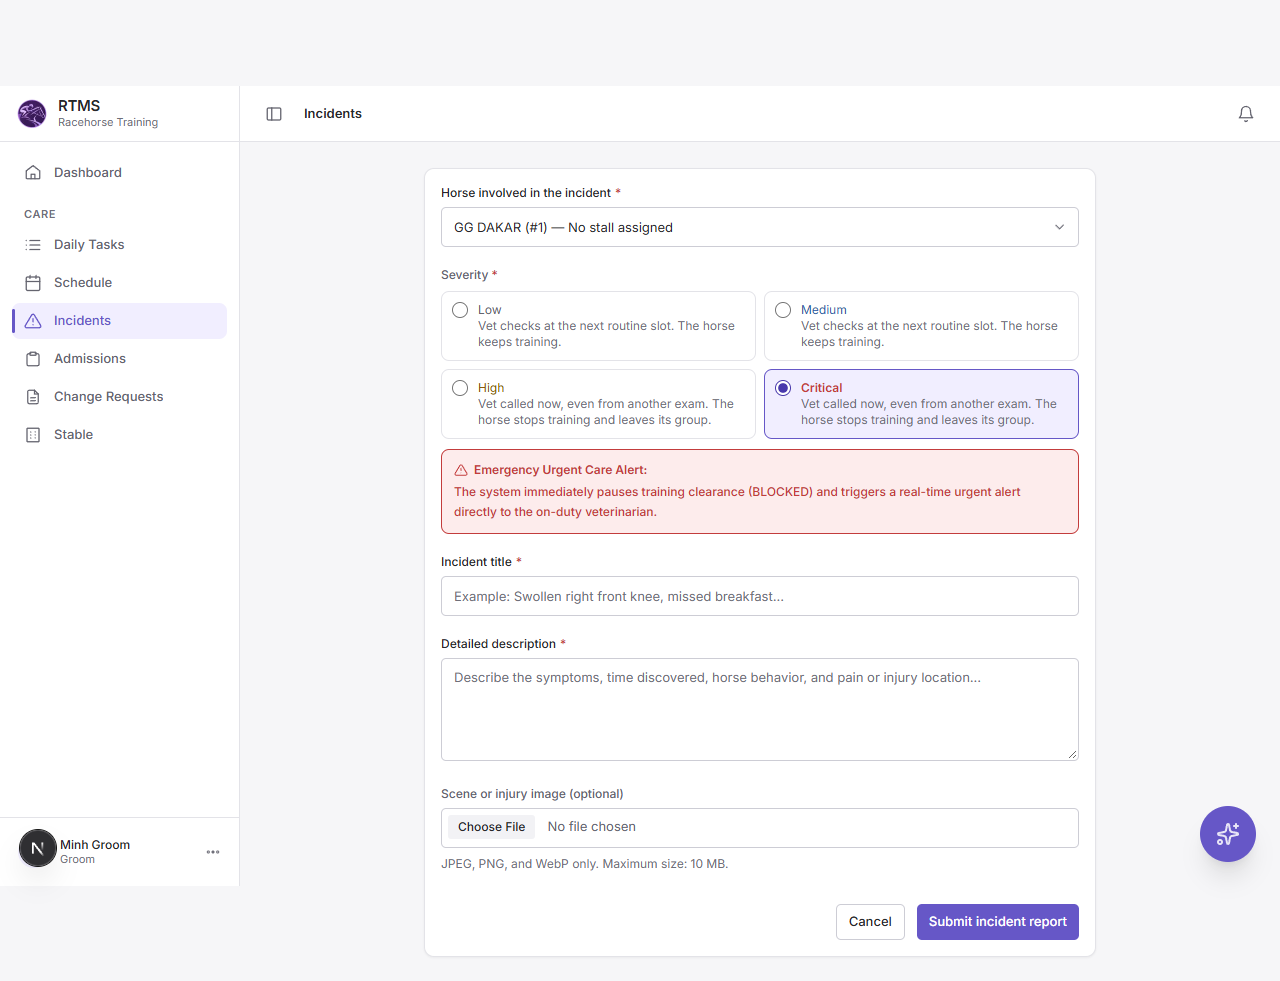 RTMS
Racehorse Training
Incidents
Dashboard
CARE
Daily Tasks
Schedule
Incidents
Admissions
Change Requests
Stable
N
Minh Groom
Groom
Horse involved in the incident *
GG DAKAR (#1) — No stall assigned
Severity *
Low
Vet checks at the next routine slot. The horse
keeps training.
Medium
Vet checks at the next routine slot. The horse
keeps training.
High
Vet called now, even from another exam. The
horse stops training and leaves its group.
Critical
Vet called now, even from another exam. The
horse stops training and leaves its group.
Emergency Urgent Care Alert:
The system immediately pauses training clearance (BLOCKED) and triggers a real-time urgent alert
directly to the on-duty veterinarian.
Incident title *
Example: Swollen right front knee, missed breakfast...
Detailed description *
Describe the symptoms, time discovered, horse behavior, and pain or injury location...
Scene or injury image (optional)
Choose File No file chosen
JPEG, PNG, and WebP only. Maximum size: 10 MB.
Cancel
Submit incident report